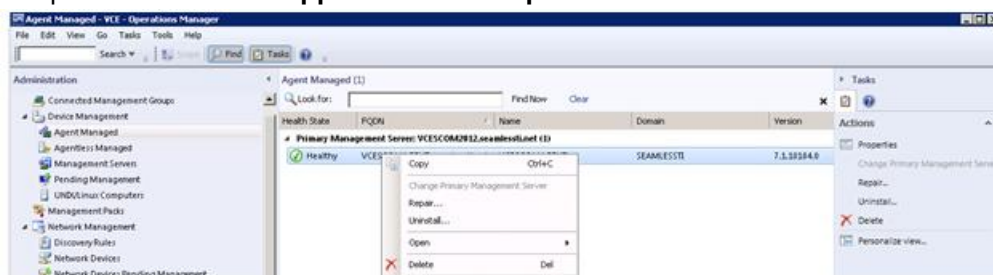 Agent Managed - VCE - Operations Manager
File Edit View Go Tasks Tools Help
Search Find Tasks
Administration
Connected Management Groups
Device Management
Agent Managed
Agentless Managed
Management Servers
Pending Management
UNIX/Linux Computers
Management Packs
Network Management
Discovery Rules
Network Devices
Network Devices Pending Management
Agent Managed (1)
Look for: Find Now Clear
Health State FQDN Name Domain Version
Primary Management Server: VCESCOM2012.seamlessti.net (1)
Healthy SEAMLESSTI 7.1.10184.0
Copy Ctrl+C
Change Primary Management Server
Repair...
Uninstall...
Open
Delete Del
Tasks
Actions
Properties
Change Primary Management
Repair...
Uninstall...
Delete
Personalize view...